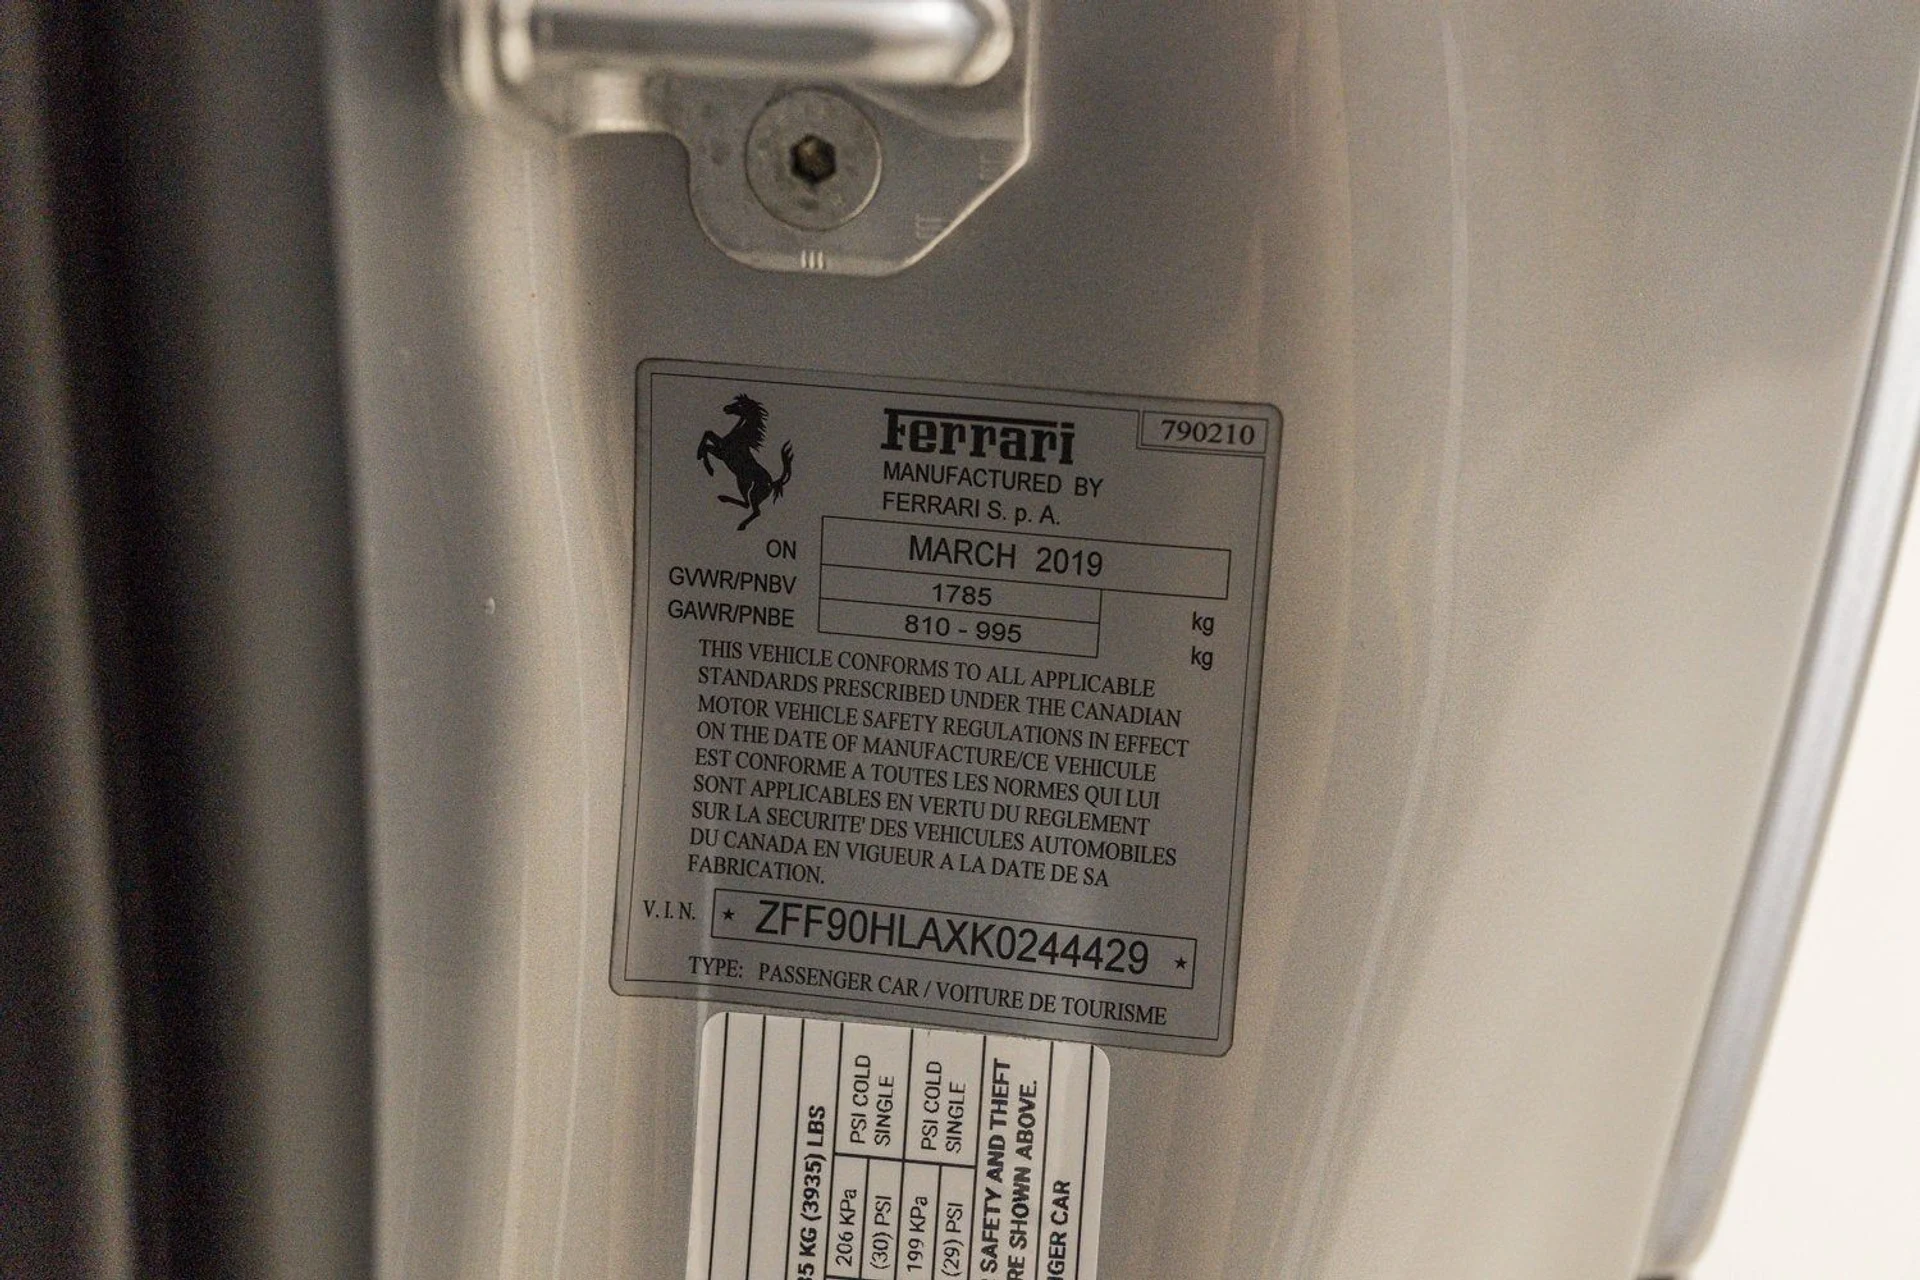 Ferrari
790210
MANUFACTURED BY
FERRARI S. p. A.
ON MARCH 2019
GVWR/PNBV 1785 kg
GAWR/PNBE 810 - 995 kg
THIS VEHICLE CONFORMS TO ALL APPLICABLE
STANDARDS PRESCRIBED UNDER THE CANADIAN
MOTOR VEHICLE SAFETY REGULATIONS IN EFFECT
ON THE DATE OF MANUFACTURE/CE VEHICULE
EST CONFORME A TOUTES LES NORMES QUI LUI
SONT APPLICABLES EN VERTU DU REGLEMENT
SUR LA SECURITE' DES VEHICULES AUTOMOBILES
DU CANADA EN VIGUEUR A LA DATE DE SA
FABRICATION.
V. I. N. * ZFF90HLAXK0244429 *
TYPE: PASSENGER CAR / VOITURE DE TOURISME
KG (3935) LBS
206 KPa PSI COLD
(30) PSI SINGLE
199 KPa PSI COLD
(29) PSI SINGLE
SAFETY AND THEFT
SHOWN ABOVE.
CAR